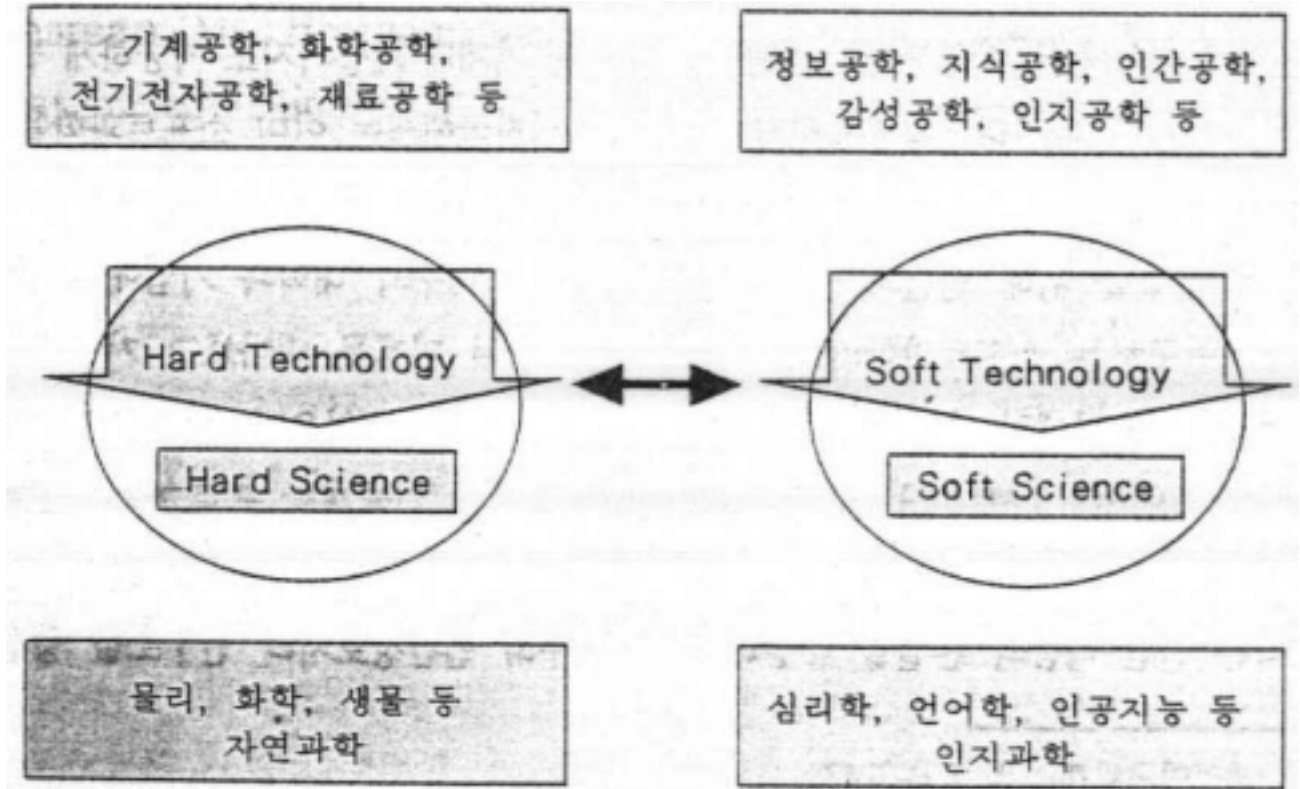 기계공학, 화학공학,
전기전자공학, 재료공학 등
정보공학, 지식공학, 인간공학,
감성공학, 인지공학 등
Hard Technology
Soft Technology
Hard Science
Soft Science
물리, 화학, 생물 등
자연과학
심리학, 언어학, 인공지능 등
인지과학